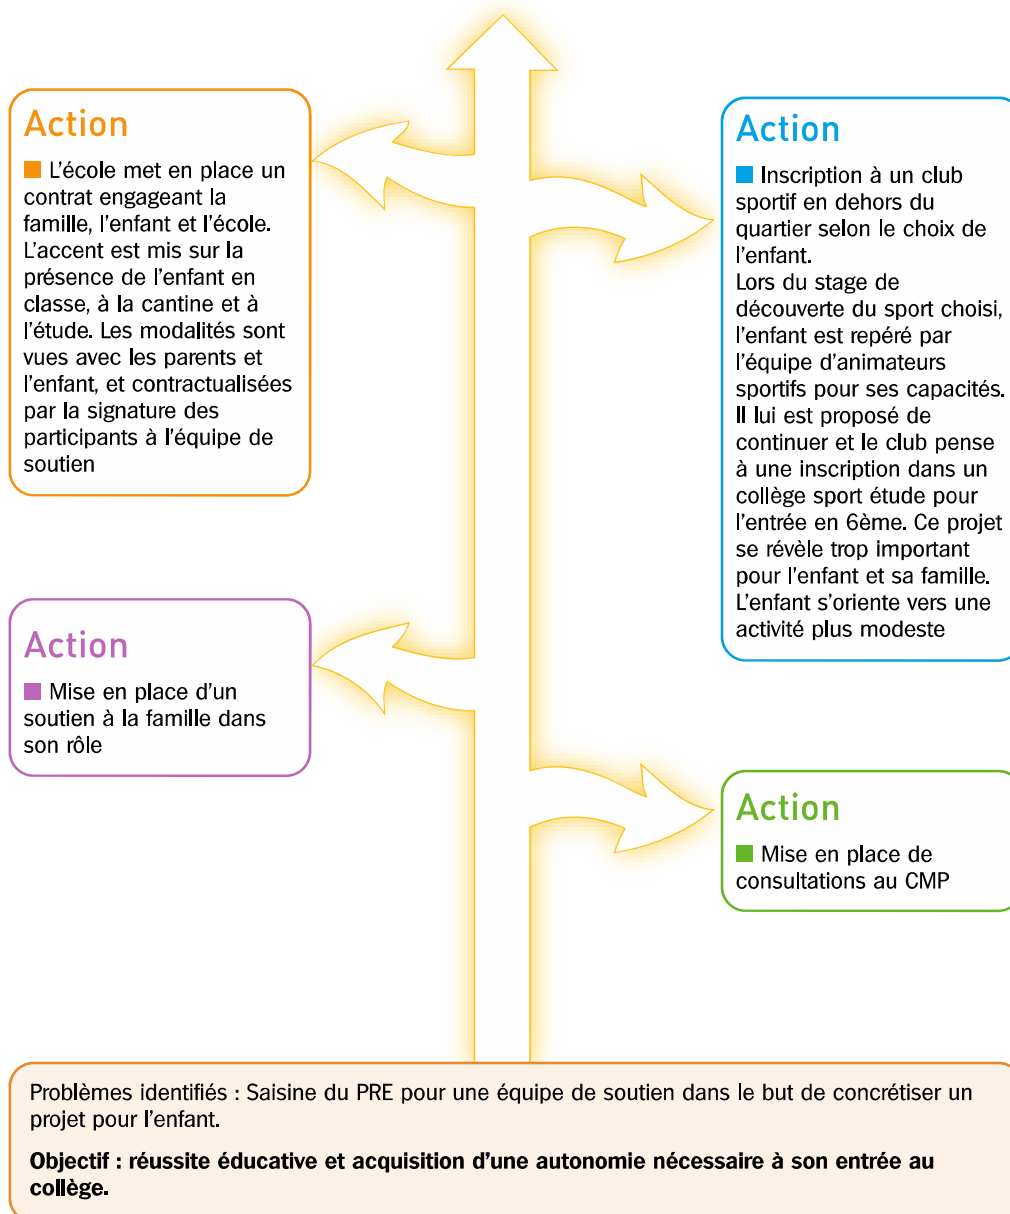 Action
■ L'école met en place un
contrat engageant la
famille, l'enfant et l'école.
L'accent est mis sur la
présence de l'enfant en
classe, à la cantine et à
l'étude. Les modalités sont
vues avec les parents et
l'enfant, et contractualisées
par la signature des
participants à l'équipe de
soutien
Action
■ Inscription à un club
sportif en dehors du
quartier selon le choix de
l'enfant.
Lors du stage de
découverte du sport choisi,
l'enfant est repéré par
l'équipe d'animateurs
sportifs pour ses capacités.
Il lui est proposé de
continuer et le club pense
à une inscription dans un
collège sport étude pour
l'entrée en 6ème. Ce projet
se révèle trop important
pour l'enfant et sa famille.
L'enfant s'oriente vers une
activité plus modeste
Action
■ Mise en place d'un
soutien à la famille dans
son rôle
Action
■ Mise en place de
consultations au CMP
Problèmes identifiés : Saisine du PRE pour une équipe de soutien dans le but de concrétiser un
projet pour l'enfant.
Objectif : réussite éducative et acquisition d'une autonomie nécessaire à son entrée au
collège.